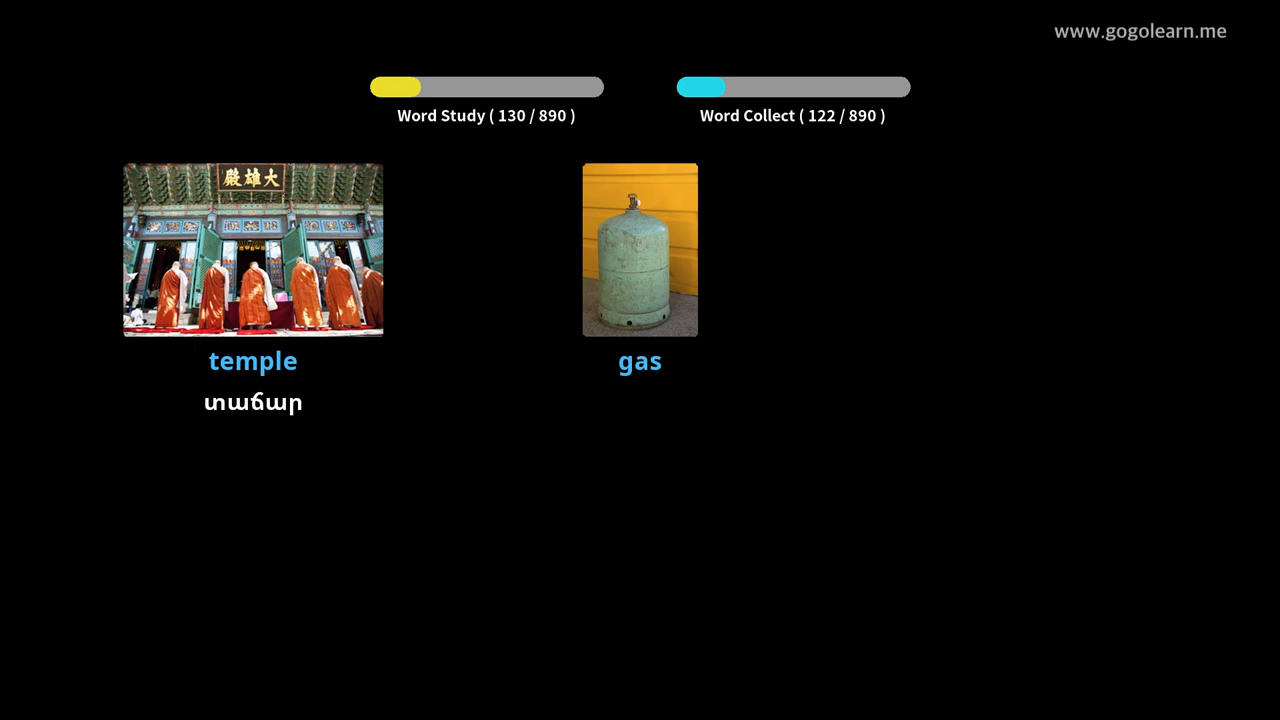 www.gogolearn.me
Word Study ( 130 / 890 )
Word Collect ( 122 / 890 )
殿雄大
temple
gas
տաճար